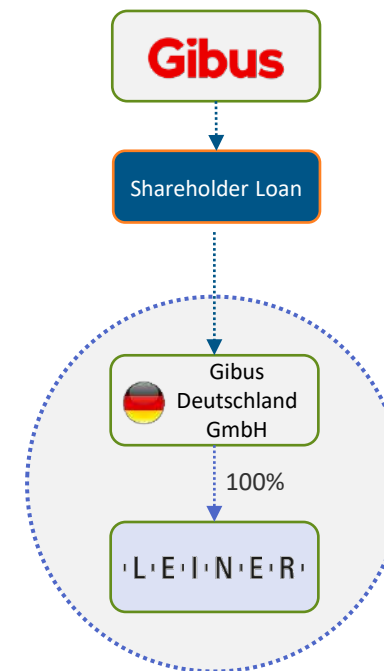 Gibus
Shareholder Loan
Gibus
Deutschland
GmbH
100%
·L·E·I·N·E·R·